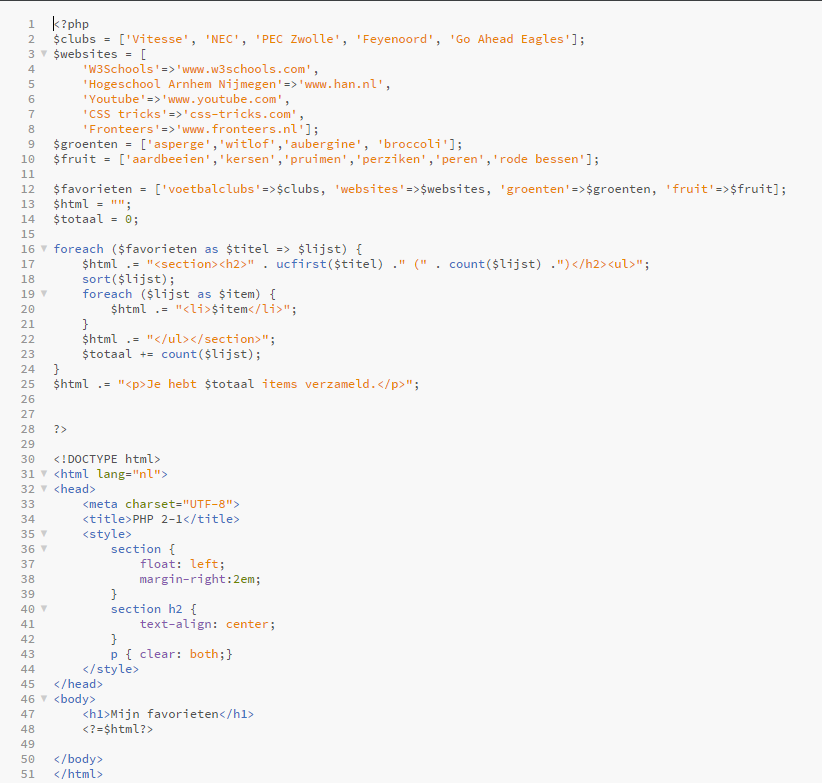 1 <?php
2 $clubs = ['Vitesse', 'NEC', 'PEC Zwolle', 'Feyenoord', 'Go Ahead Eagles'];
3 $websites = [
4     'W3Schools'=>'www.w3schools.com',
5     'Hogeschool Arnhem Nijmegen'=>'www.han.nl',
6     'Youtube'=>'www.youtube.com',
7     'CSS tricks'=>'css-tricks.com',
8     'Fronteers'=>'www.fronteers.nl'];
9 $groenten = ['asperge','witlof','aubergine', 'broccoli'];
10 $fruit = ['aardbeien','kersen','pruimen','perziken','peren','rode bessen'];
11
12 $favorieten = ['voetbalclubs'=>$clubs, 'websites'=>$websites, 'groenten'=>$groenten, 'fruit'=>$fruit];
13 $html = "";
14 $totaal = 0;
15
16 foreach ($favorieten as $titel => $lijst) {
17     $html .= "<section><h2>" . ucfirst($titel) ." (" . count($lijst) .")</h2><ul>";
18     sort($lijst);
19     foreach ($lijst as $item) {
20         $html .= "<li>$item</li>";
21     }
22     $html .= "</ul></section>";
23     $totaal += count($lijst);
24 }
25 $html .= "<p>Je hebt $totaal items verzameld.</p>";
26
27
28 ?>
29
30 <!DOCTYPE html>
31 <html lang="nl">
32 <head>
33     <meta charset="UTF-8">
34     <title>PHP 2-1</title>
35     <style>
36         section {
37             float: left;
38             margin-right:2em;
39         }
40         section h2 {
41             text-align: center;
42         }
43         p { clear: both;}
44     </style>
45 </head>
46 <body>
47     <h1>Mijn favorieten</h1>
48     <?=$html?>
49
50 </body>
51 </html>